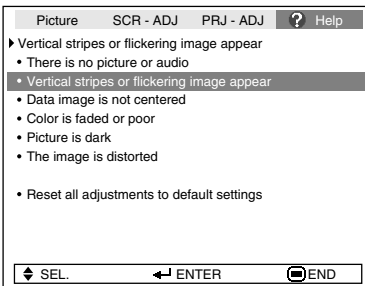 Picture SCR - ADJ PRJ - ADJ ? Help
Vertical stripes or flickering image appear
• There is no picture or audio
• Vertical stripes or flickering image appear
• Data image is not centered
• Color is faded or poor
• Picture is dark
• The image is distorted
• Reset all adjustments to default settings
SEL. ENTER END